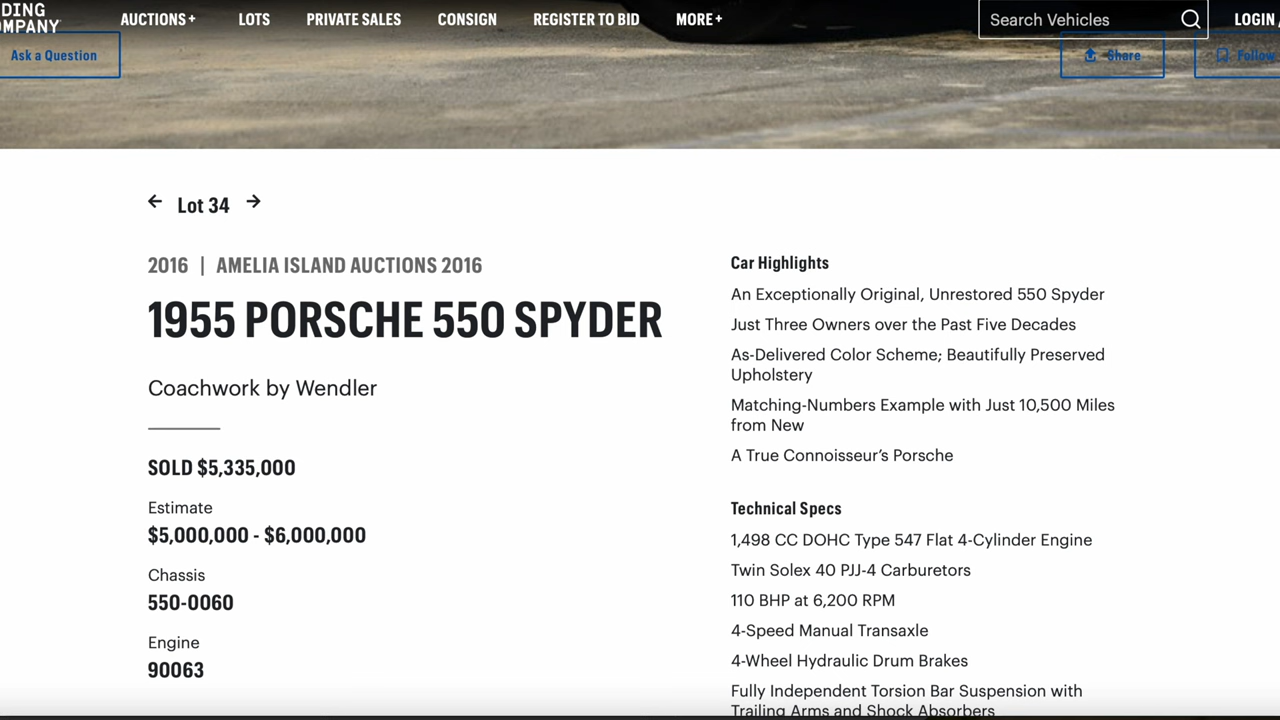 DING
OMPANY
AUCTIONS +
LOTS
PRIVATE SALES
CONSIGN
REGISTER TO BID
MORE +
Search Vehicles
LOGIN /
Ask a Question
Share
Follow
Lot 34
2016 | AMELIA ISLAND AUCTIONS 2016
1955 PORSCHE 550 SPYDER
Coachwork by Wendler
SOLD $5,335,000
Estimate
$5,000,000 - $6,000,000
Chassis
550-0060
Engine
90063
Car Highlights
An Exceptionally Original, Unrestored 550 Spyder
Just Three Owners over the Past Five Decades
As-Delivered Color Scheme; Beautifully Preserved
Upholstery
Matching-Numbers Example with Just 10,500 Miles
from New
A True Connoisseur’s Porsche
Technical Specs
1,498 CC DOHC Type 547 Flat 4-Cylinder Engine
Twin Solex 40 PJJ-4 Carburetors
110 BHP at 6,200 RPM
4-Speed Manual Transaxle
4-Wheel Hydraulic Drum Brakes
Fully Independent Torsion Bar Suspension with
Trailing Arms and Shock Absorbers